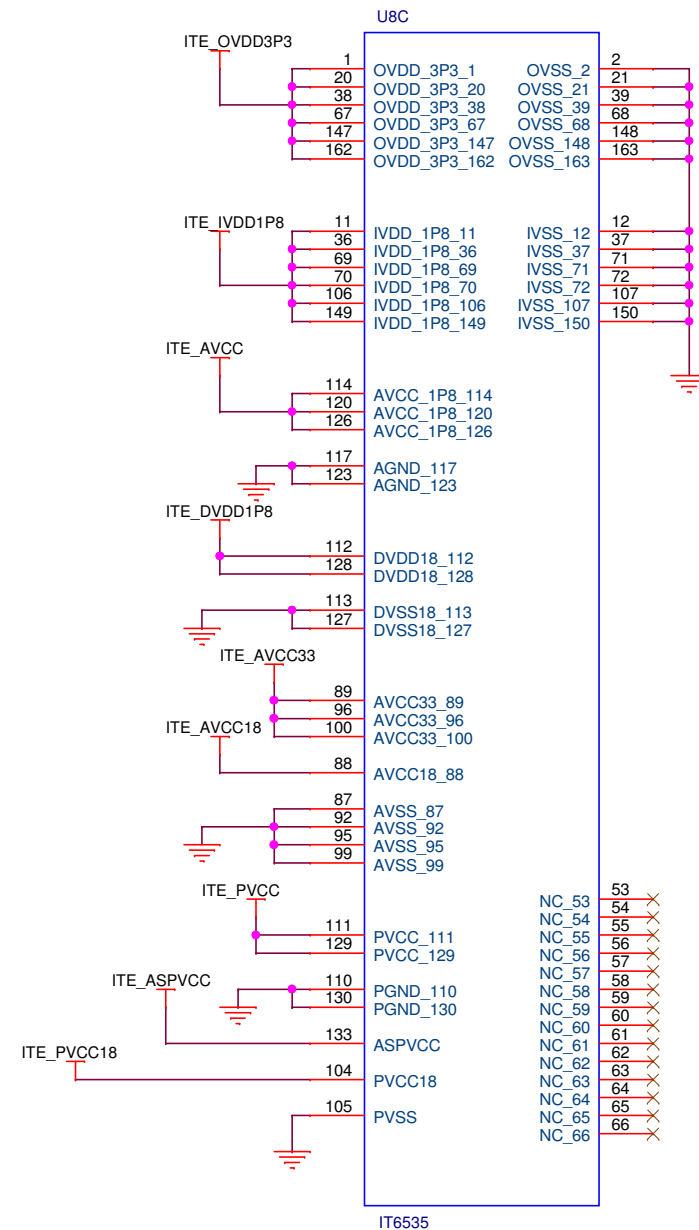 U8C
ITE_OVDD3P3
1 OVDD_3P3_1 OVSS_2 2
20 OVDD_3P3_20 OVSS_21 21
38 OVDD_3P3_38 OVSS_39 39
67 OVDD_3P3_67 OVSS_68 68
147 OVDD_3P3_147 OVSS_148 148
162 OVDD_3P3_162 OVSS_163 163
ITE_IVDD1P8
11 IVDD_1P8_11 IVSS_12 12
36 IVDD_1P8_36 IVSS_37 37
69 IVDD_1P8_69 IVSS_71 71
70 IVDD_1P8_70 IVSS_72 72
106 IVDD_1P8_106 IVSS_107 107
149 IVDD_1P8_149 IVSS_150 150
ITE_AVCC
114 AVCC_1P8_114
120 AVCC_1P8_120
126 AVCC_1P8_126
117 AGND_117
123 AGND_123
ITE_DVDD1P8
112 DVDD18_112
128 DVDD18_128
113 DVSS18_113
127 DVSS18_127
ITE_AVCC33
89 AVCC33_89
96 AVCC33_96
100 AVCC33_100
ITE_AVCC18
88 AVCC18_88
87 AVSS_87
92 AVSS_92
95 AVSS_95
99 AVSS_99
ITE_PVCC
NC_53 53
NC_54 54
111 PVCC_111 NC_55 55
129 PVCC_129 NC_56 56
NC_57 57
ITE_ASPVCC
110 PGND_110 NC_58 58
130 PGND_130 NC_59 59
NC_60 60
133 ASPVCC NC_61 61
ITE_PVCC18
NC_62 62
104 PVCC18 NC_63 63
NC_64 64
105 PVSS NC_65 65
NC_66 66
IT6535